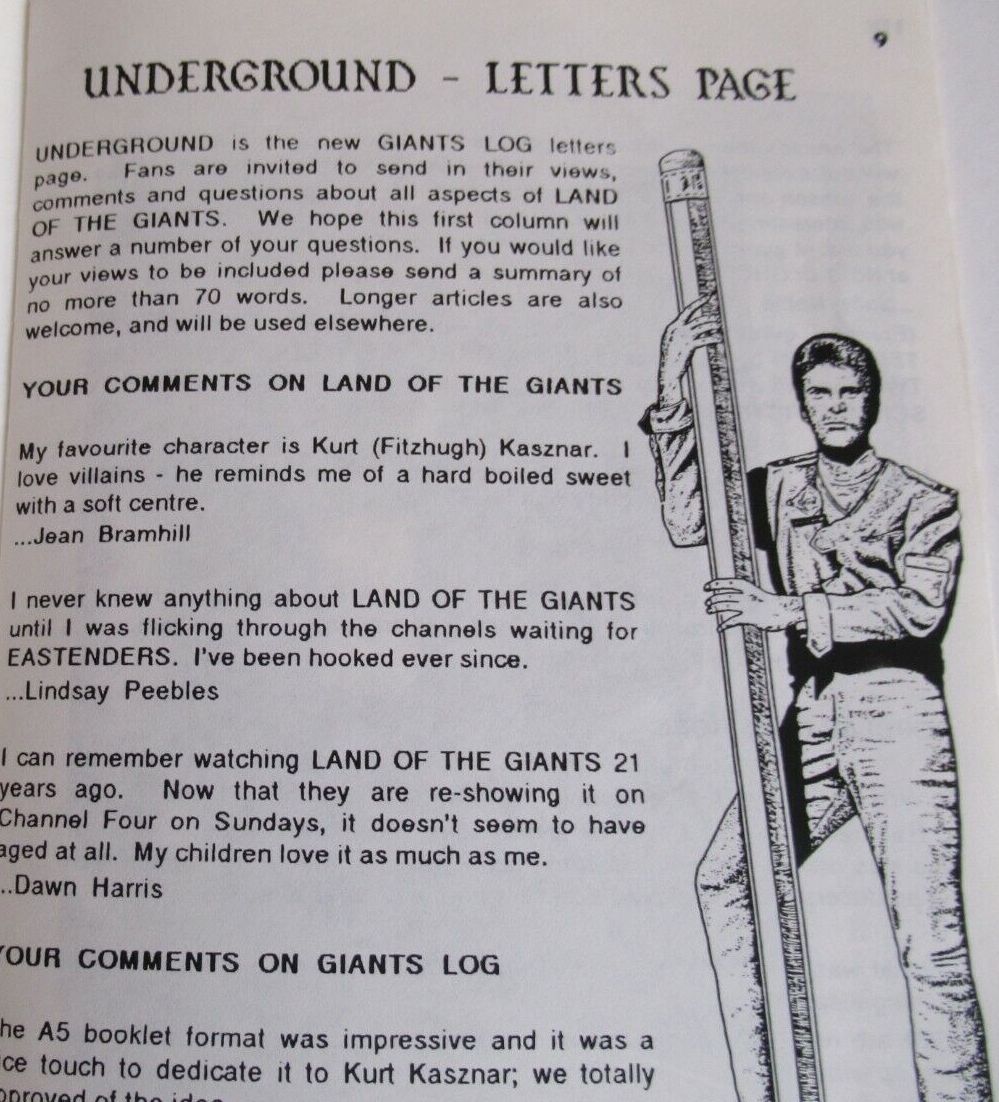 9
UNDERGROUND - LETTERS PAGE
UNDERGROUND is the new GIANTS LOG letters
page. Fans are invited to send in their views,
comments and questions about all aspects of LAND
OF THE GIANTS. We hope this first column will
answer a number of your questions. If you would like
your views to be included please send a summary of
no more than 70 words. Longer articles are also
welcome, and will be used elsewhere.
YOUR COMMENTS ON LAND OF THE GIANTS
My favourite character is Kurt (Fitzhugh) Kasznar. I
love villains - he reminds me of a hard boiled sweet
with a soft centre.
...Jean Bramhill
I never knew anything about LAND OF THE GIANTS
until I was flicking through the channels waiting for
EASTENDERS. I've been hooked ever since.
...Lindsay Peebles
I can remember watching LAND OF THE GIANTS 21
years ago. Now that they are re-showing it on
Channel Four on Sundays, it doesn't seem to have
aged at all. My children love it as much as me.
..Dawn Harris
YOUR COMMENTS ON GIANTS LOG
he A5 booklet format was impressive and it was a
ce touch to dedicate it to Kurt Kasznar; we totally
pproved of the idea